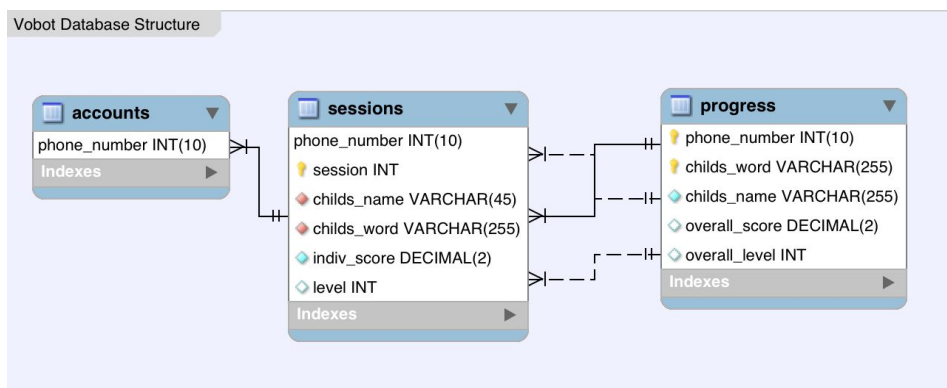 Vobot Database Structure
accounts
phone_number INT(10)
Indexes
sessions
phone_number INT(10)
session INT
childs_name VARCHAR(45)
childs_word VARCHAR(255)
indiv_score DECIMAL(2)
level INT
Indexes
progress
phone_number INT(10)
childs_word VARCHAR(255)
childs_name VARCHAR(255)
overall_score DECIMAL(2)
overall_level INT
Indexes